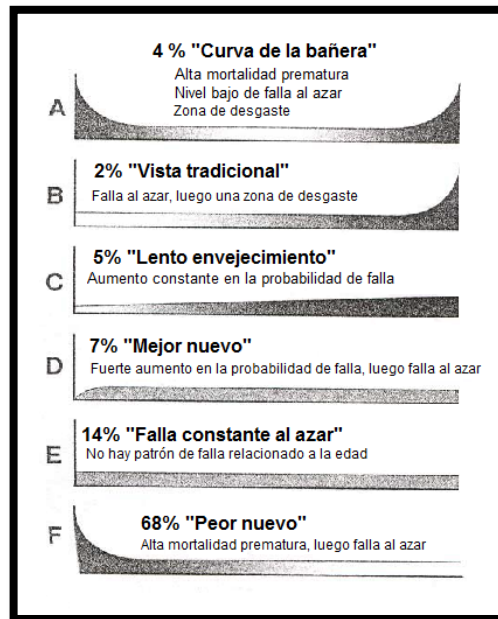 4 % "Curva de la bañera"
Alta mortalidad prematura
Nivel bajo de falla al azar
Zona de desgaste
A
2% "Vista tradicional"
Falla al azar, luego una zona de desgaste
B
5% "Lento envejecimiento"
Aumento constante en la probabilidad de falla
C
7% "Mejor nuevo"
Fuerte aumento en la probabilidad de falla, luego falla al azar
D
14% "Falla constante al azar"
No hay patrón de falla relacionado a la edad
E
68% "Peor nuevo"
Alta mortalidad prematura, luego falla al azar
F